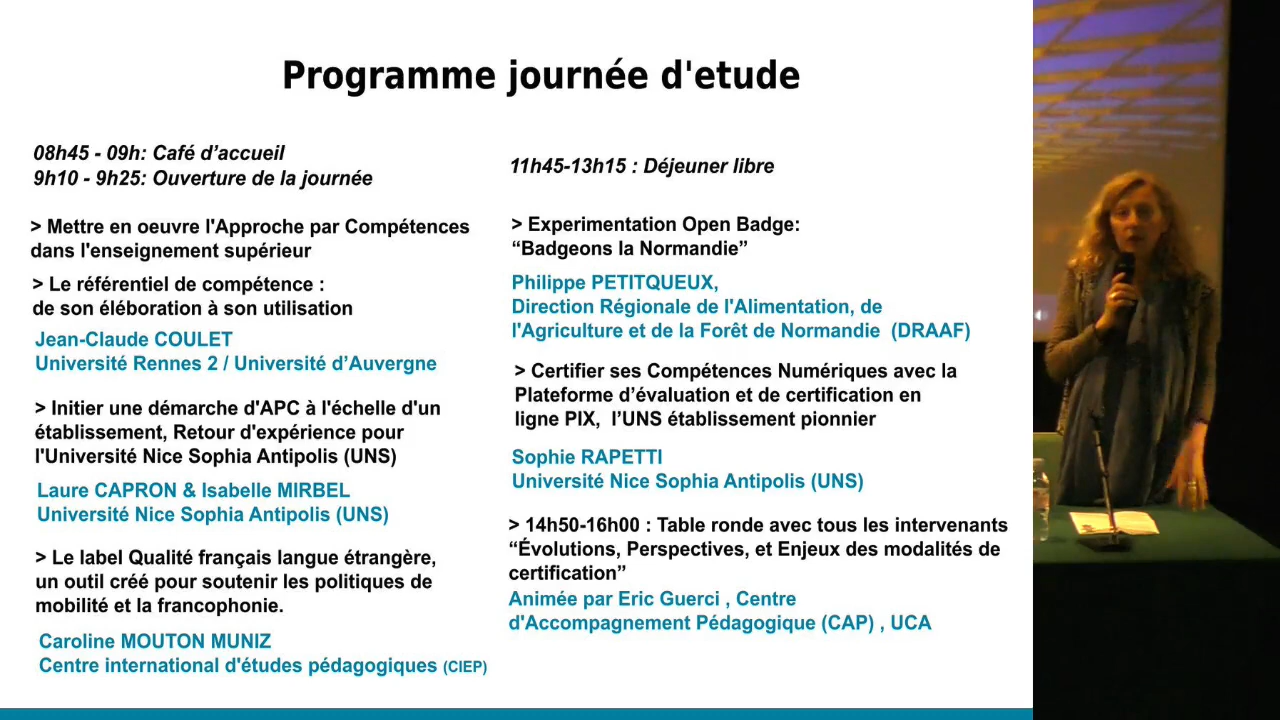 Programme journée d'etude
08h45 - 09h: Café d’accueil
9h10 - 9h25: Ouverture de la journée
> Mettre en oeuvre l'Approche par Compétences
dans l'enseignement supérieur
> Le référentiel de compétence :
de son éléboration à son utilisation
Jean-Claude COULET
Université Rennes 2 / Université d’Auvergne
> Initier une démarche d'APC à l'échelle d'un
établissement, Retour d'expérience pour
l'Université Nice Sophia Antipolis (UNS)
Laure CAPRON & Isabelle MIRBEL
Université Nice Sophia Antipolis (UNS)
> Le label Qualité français langue étrangère,
un outil créé pour soutenir les politiques de
mobilité et la francophonie.
Caroline MOUTON MUNIZ
Centre international d'études pédagogiques (CIEP)
11h45-13h15 : Déjeuner libre
> Experimentation Open Badge:
“Badgeons la Normandie”
Philippe PETITQUEUX,
Direction Régionale de l'Alimentation, de
l'Agriculture et de la Forêt de Normandie (DRAAF)
> Certifier ses Compétences Numériques avec la
Plateforme d’évaluation et de certification en
ligne PIX, l’UNS établissement pionnier
Sophie RAPETTI
Université Nice Sophia Antipolis (UNS)
> 14h50-16h00 : Table ronde avec tous les intervenants
“Évolutions, Perspectives, et Enjeux des modalités de
certification”
Animée par Eric Guerci , Centre
d'Accompagnement Pédagogique (CAP) , UCA